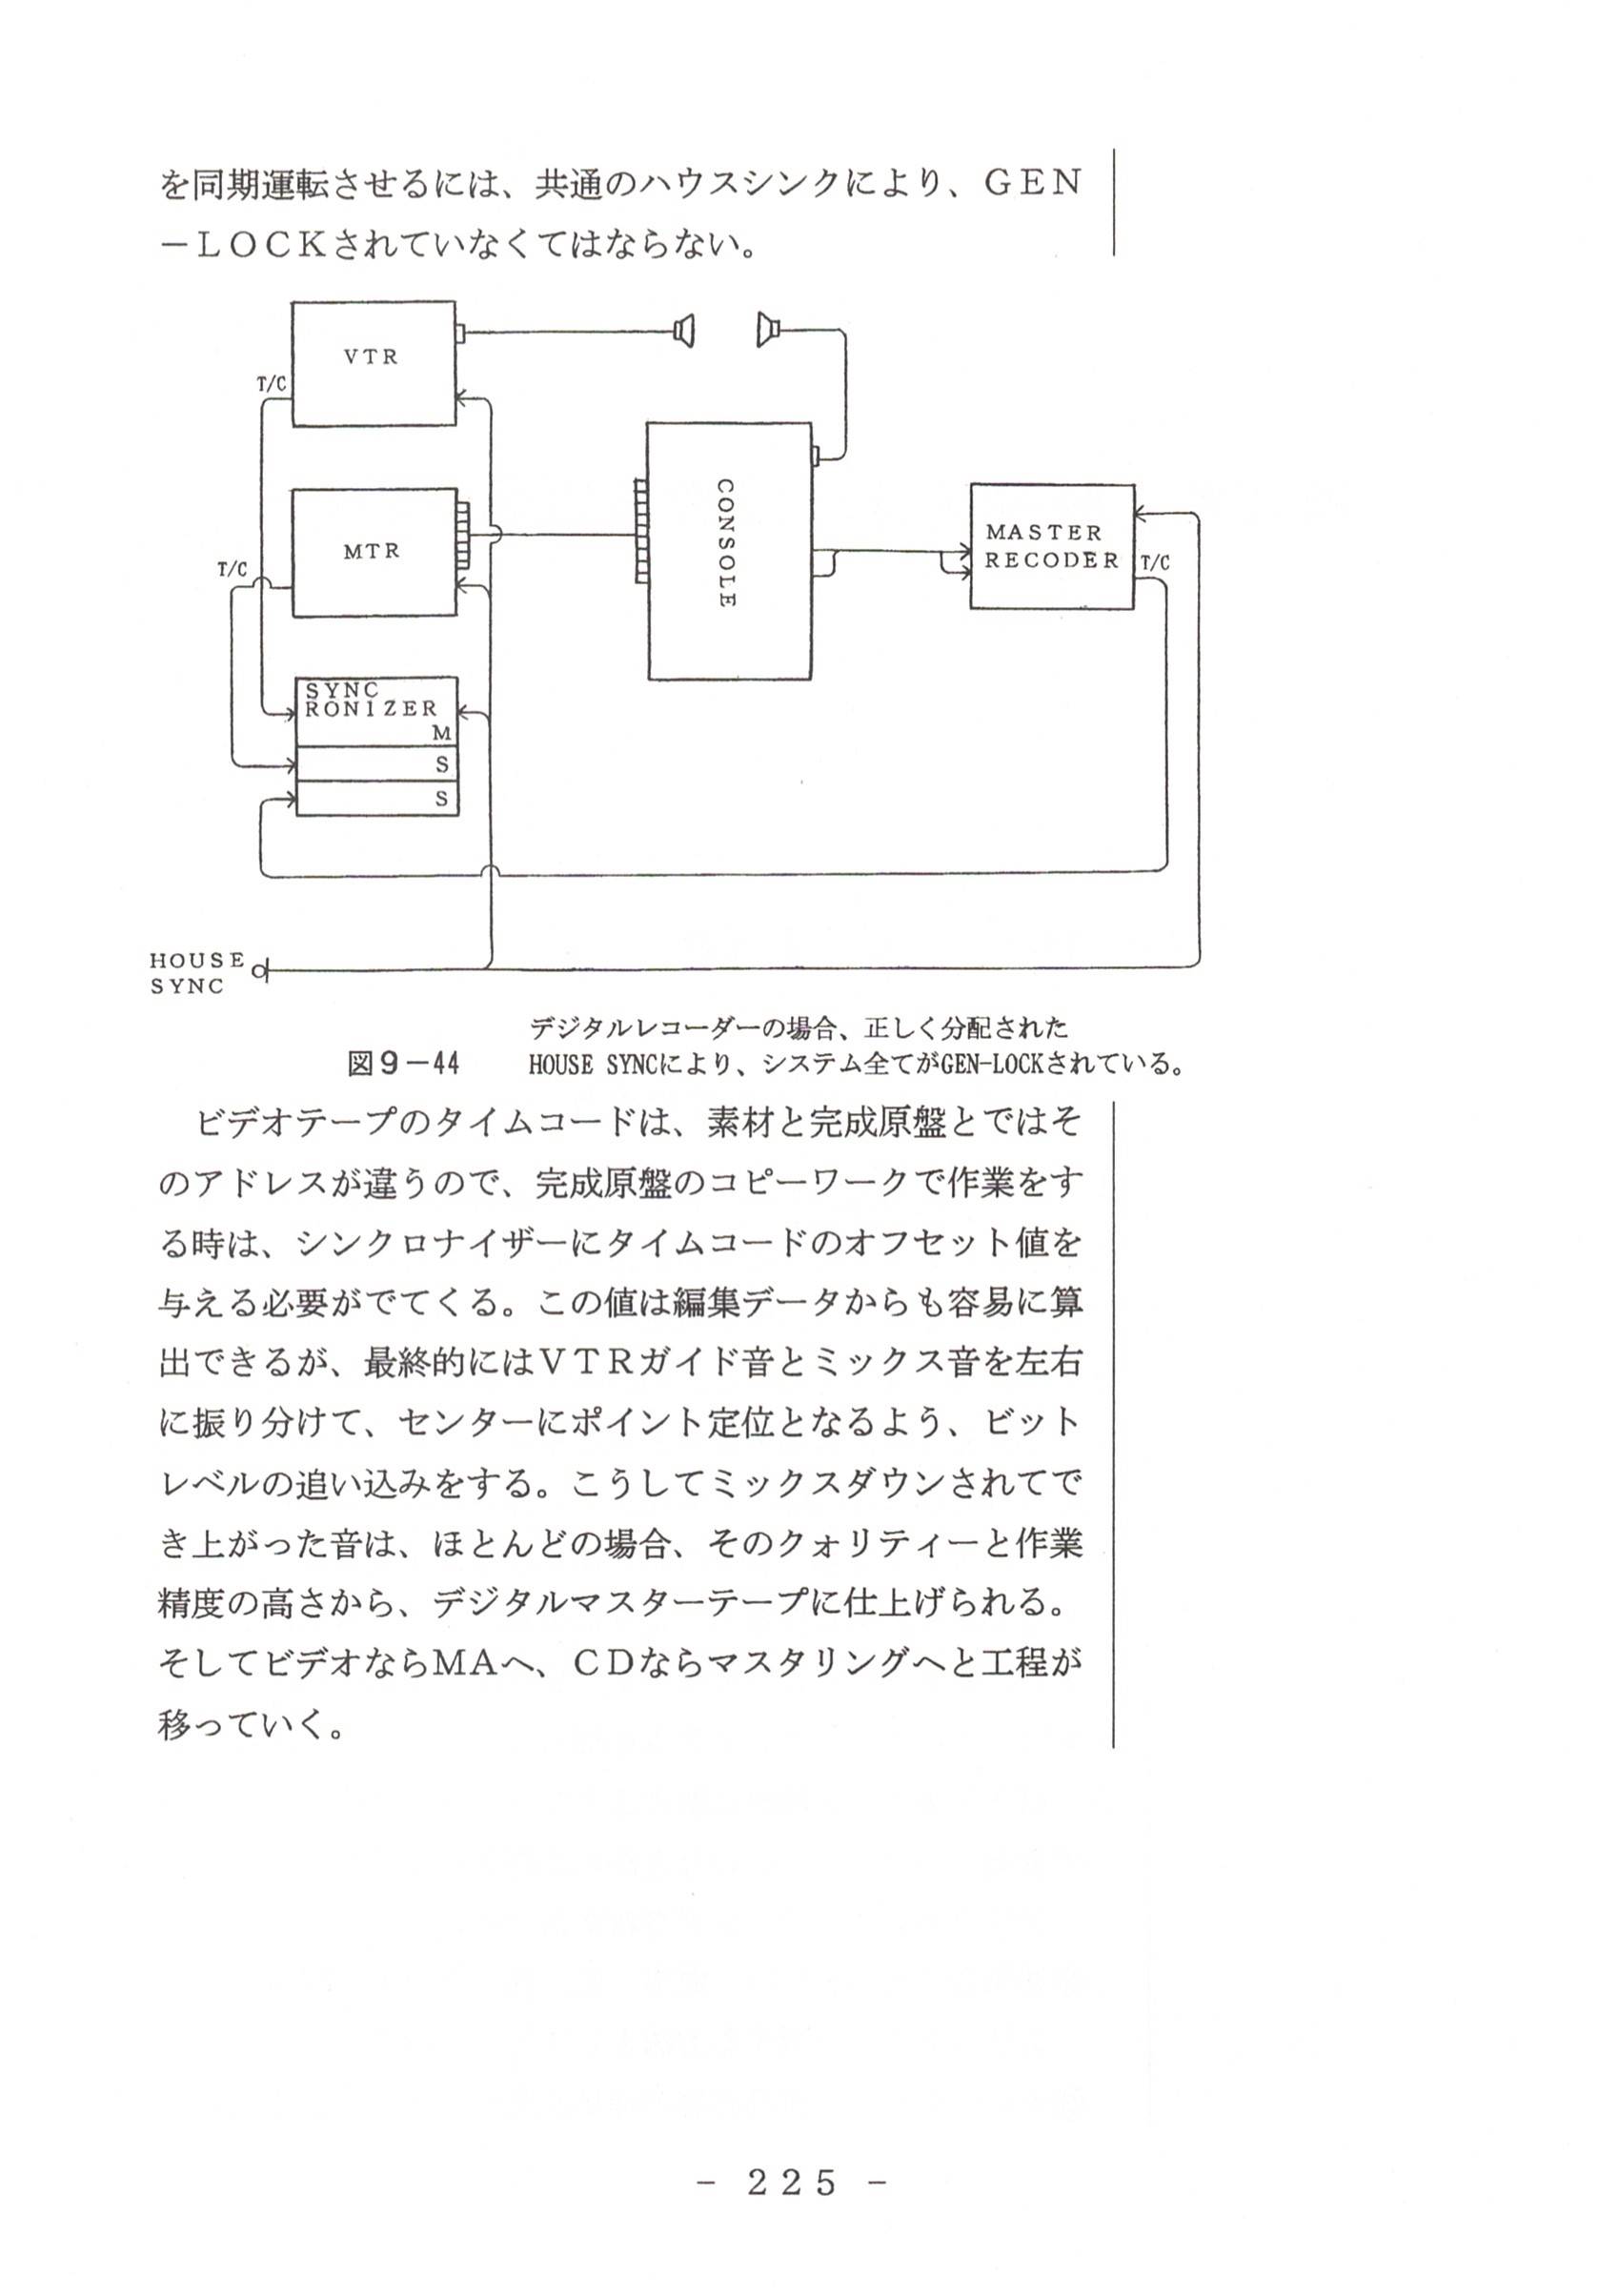 を同期運転させるには、共通のハウスシンクにより、ＧＥＮ
－ＬＯＣＫされていなくてはならない。
VTR
T/C
MTR
T/C
CONSOLE
MASTER
RECODER
T/C
SYNC
RONIZER
M
S
S
HOUSE
SYNC
デジタルレコーダーの場合、正しく分配された
図９－44　HOUSE SYNCにより、システム全てがGEN-LOCKされている。
ビデオテープのタイムコードは、素材と完成原盤とではそ
のアドレスが違うので、完成原盤のコピーワークで作業をす
る時は、シンクロナイザーにタイムコードのオフセット値を
与える必要がでてくる。この値は編集データからも容易に算
出できるが、最終的にはＶＴＲガイド音とミックス音を左右
に振り分けて、センターにポイント定位となるよう、ビット
レベルの追い込みをする。こうしてミックスダウンされてで
き上がった音は、ほとんどの場合、そのクォリティーと作業
精度の高さから、デジタルマスターテープに仕上げられる。
そしてビデオならMAへ、ＣＤならマスタリングへと工程が
移っていく。
－ ２２５ －